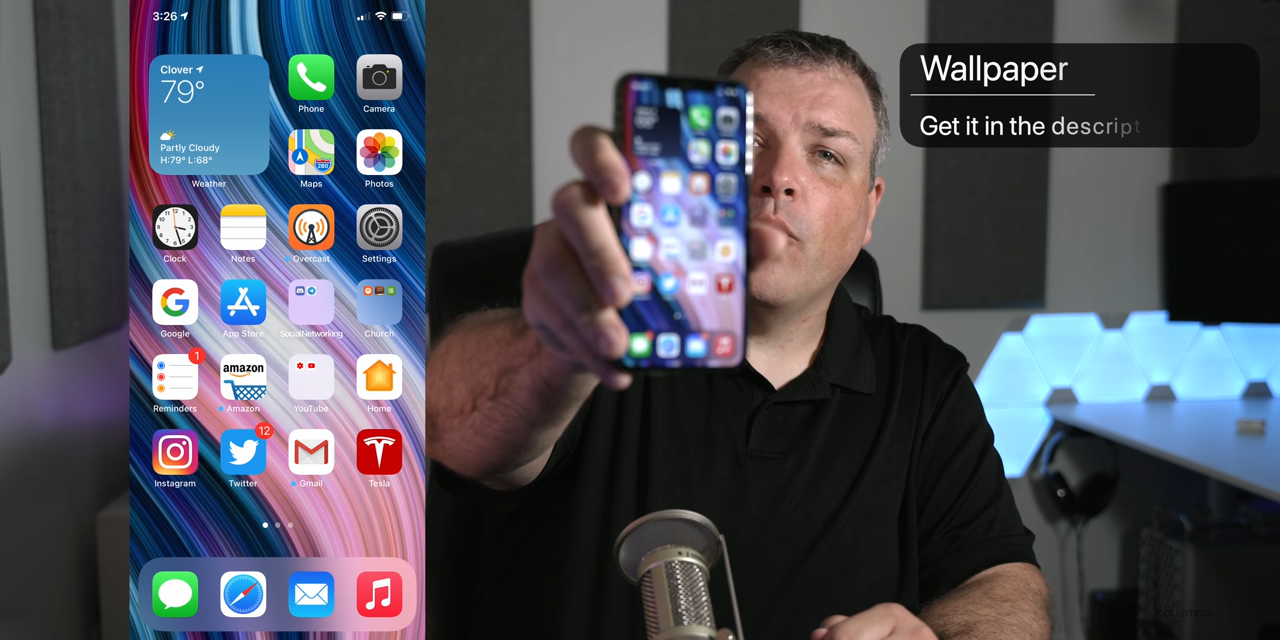 3:26
Clover
79°
Partly Cloudy
H:79° L:68°
Weather
Phone
Camera
280
Maps
Photos
12
Clock
Notes
Overcast
Settings
Google
App Store
SocialNetworking
Church
1
amazon
Reminders
Amazon
YouTube
Home
12
Instagram
Twitter
Gmail
Tesla
Wallpaper
Get it in the descript